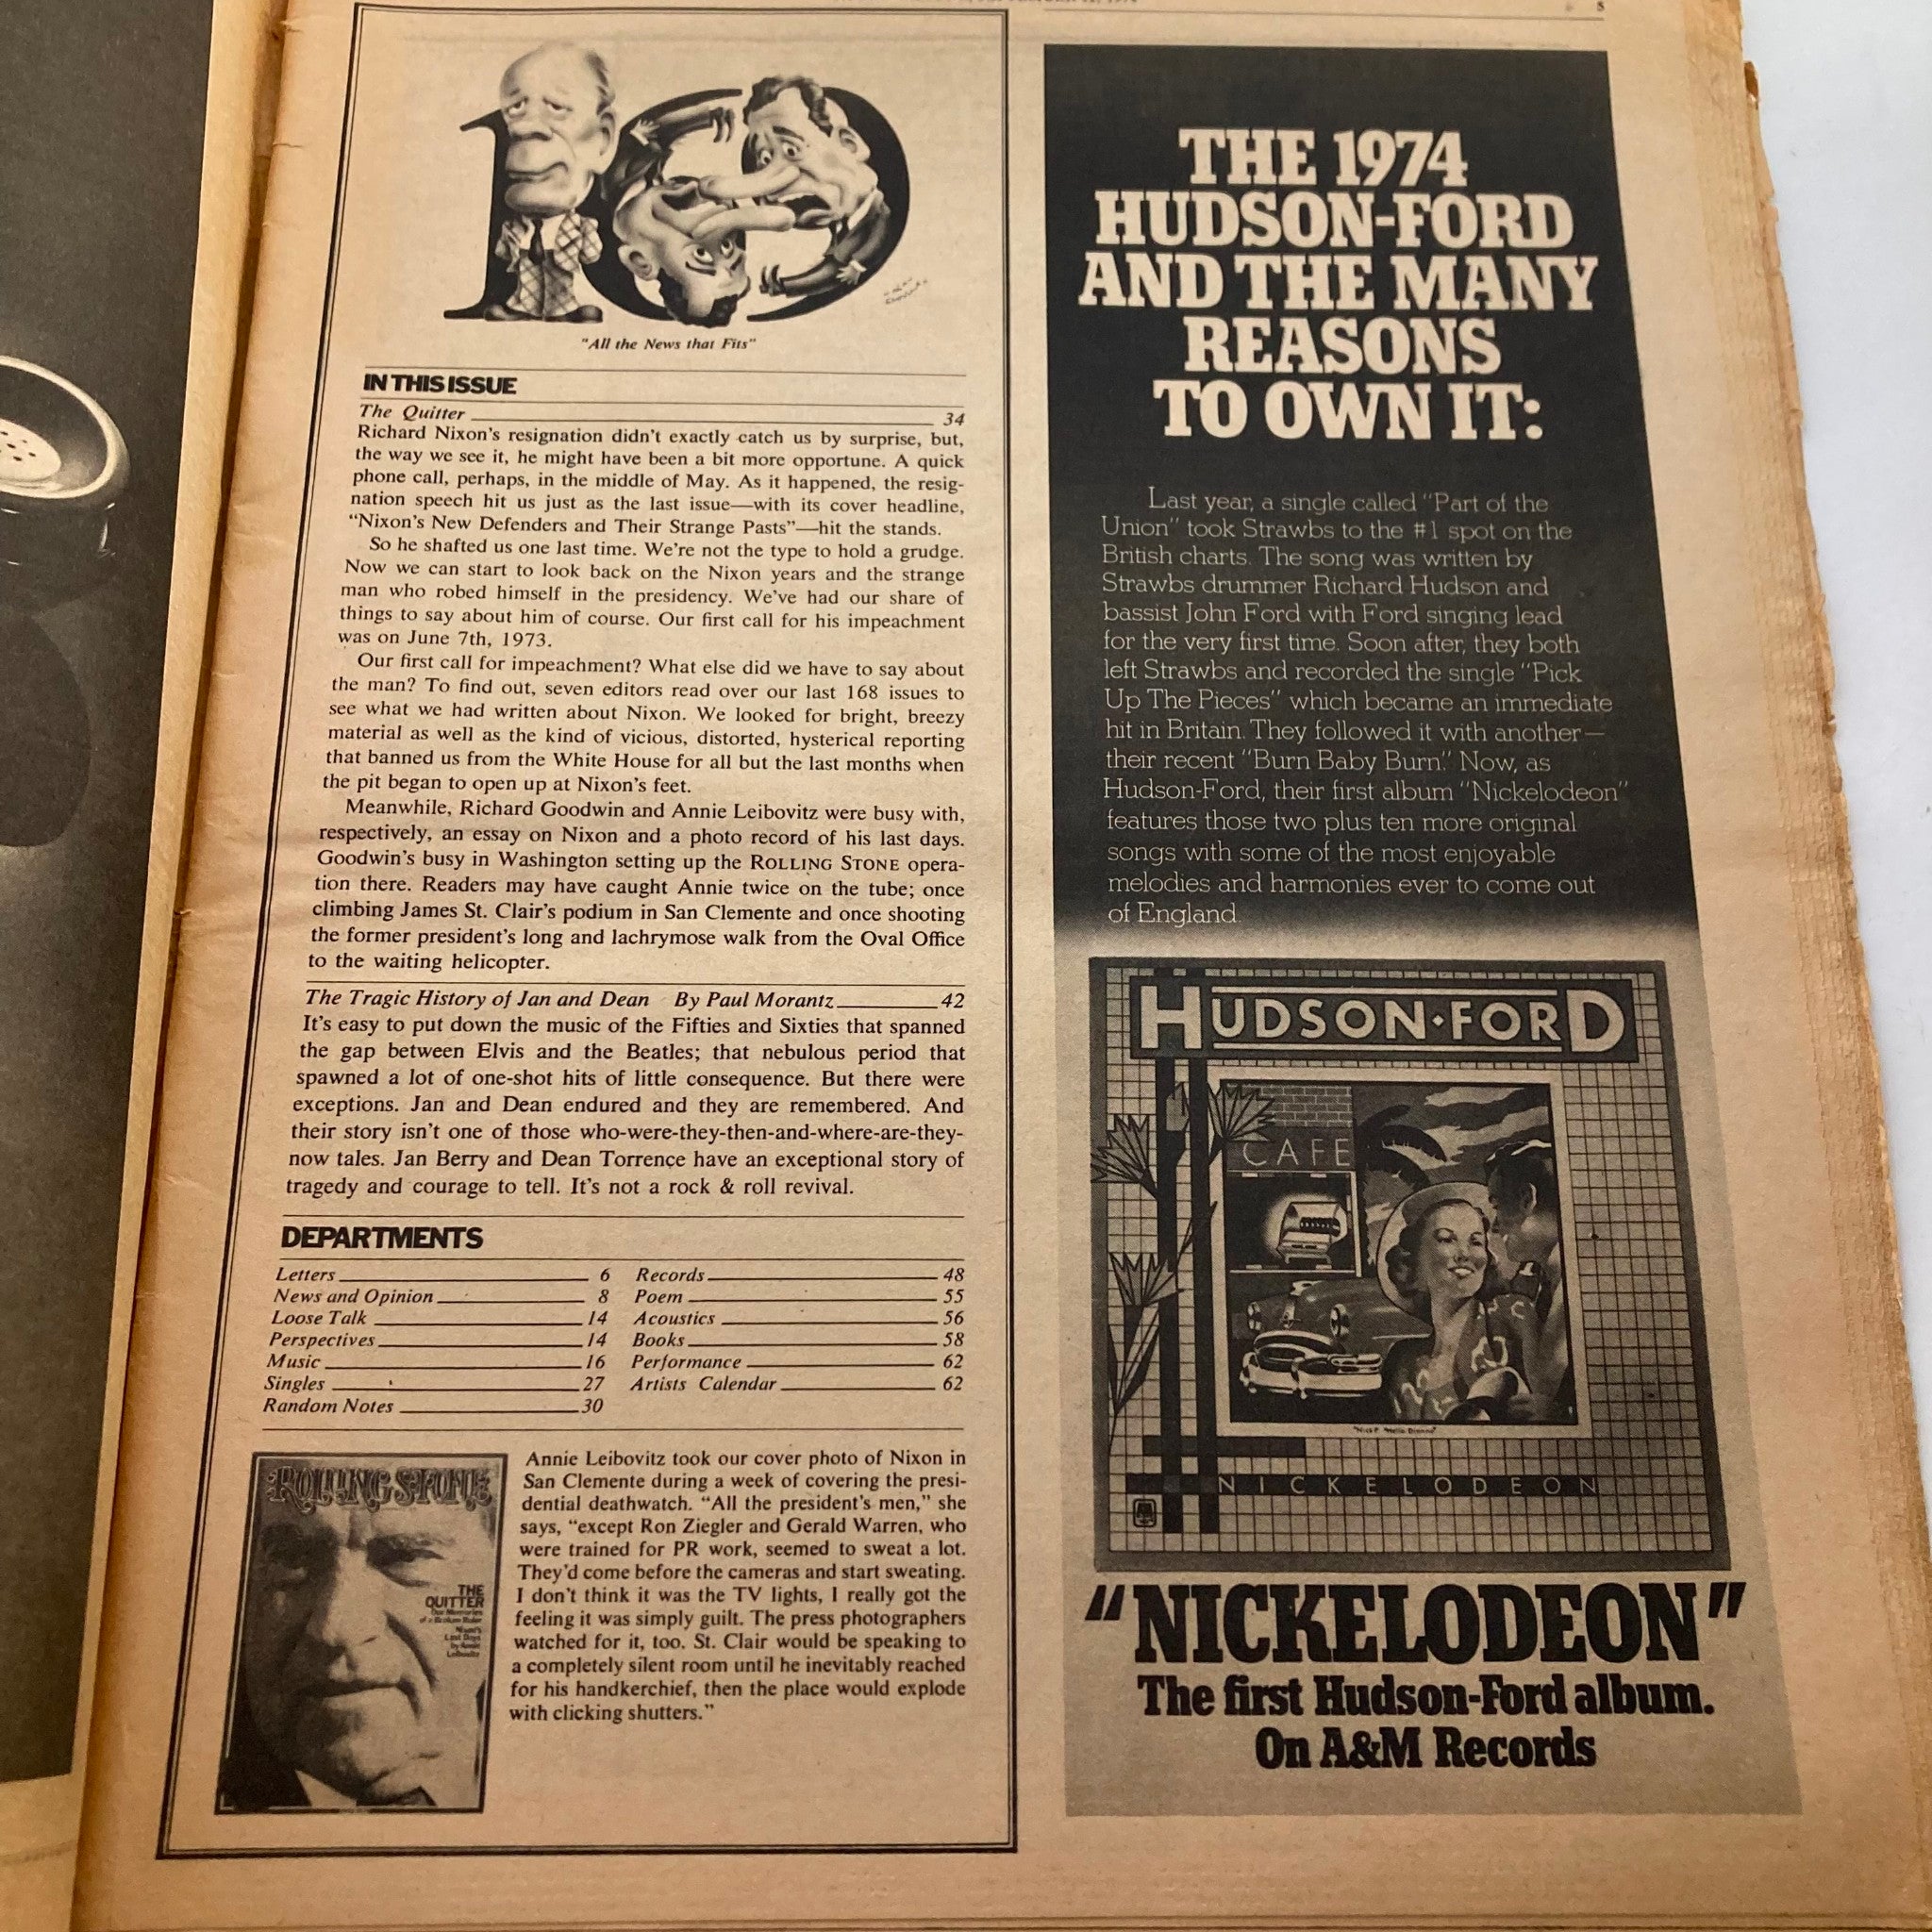 5
"All the News that Fits"
IN THIS ISSUE
The Quitter 34
Richard Nixon's resignation didn't exactly catch us by surprise, but,
the way we see it, he might have been a bit more opportune. A quick
phone call, perhaps, in the middle of May. As it happened, the resig-
nation speech hit us just as the last issue—with its cover headline,
"Nixon's New Defenders and Their Strange Pasts"—hit the stands.
So he shafted us one last time. We're not the type to hold a grudge.
Now we can start to look back on the Nixon years and the strange
man who robed himself in the presidency. We've had our share of
things to say about him of course. Our first call for his impeachment
was on June 7th, 1973.
Our first call for impeachment? What else did we have to say about
the man? To find out, seven editors read over our last 168 issues to
see what we had written about Nixon. We looked for bright, breezy
material as well as the kind of vicious, distorted, hysterical reporting
that banned us from the White House for all but the last months when
the pit began to open up at Nixon's feet.
Meanwhile, Richard Goodwin and Annie Leibovitz were busy with,
respectively, an essay on Nixon and a photo record of his last days.
Goodwin's busy in Washington setting up the ROLLING STONE opera-
tion there. Readers may have caught Annie twice on the tube; once
climbing James St. Clair's podium in San Clemente and once shooting
the former president's long and lachrymose walk from the Oval Office
to the waiting helicopter.
The Tragic History of Jan and Dean By Paul Morantz 42
It's easy to put down the music of the Fifties and Sixties that spanned
the gap between Elvis and the Beatles; that nebulous period that
spawned a lot of one-shot hits of little consequence. But there were
exceptions. Jan and Dean endured and they are remembered. And
their story isn't one of those who-were-they-then-and-where-are-they-
now tales. Jan Berry and Dean Torrence have an exceptional story of
tragedy and courage to tell. It's not a rock & roll revival.
DEPARTMENTS
Letters 6
News and Opinion 8
Loose Talk 14
Perspectives 14
Music 16
Singles 27
Random Notes 30
Records 48
Poem 55
Acoustics 56
Books 58
Performance 62
Artists Calendar 62
ROLLING STONE
THE
QUITTER
Our Memories
of a Broken Ruler
Nixon's
Last Days
by Annie
Leibovitz
Annie Leibovitz took our cover photo of Nixon in
San Clemente during a week of covering the presi-
dential deathwatch. "All the president's men," she
says, "except Ron Ziegler and Gerald Warren, who
were trained for PR work, seemed to sweat a lot.
They'd come before the cameras and start sweating.
I don't think it was the TV lights, I really got the
feeling it was simply guilt. The press photographers
watched for it, too. St. Clair would be speaking to
a completely silent room until he inevitably reached
for his handkerchief, then the place would explode
with clicking shutters."
THE 1974
HUDSON-FORD
AND THE MANY
REASONS
TO OWN IT:
Last year, a single called "Part of the
Union" took Strawbs to the #1 spot on the
British charts. The song was written by
Strawbs drummer Richard Hudson and
bassist John Ford with Ford singing lead
for the very first time. Soon after, they both
left Strawbs and recorded the single "Pick
Up The Pieces" which became an immediate
hit in Britain. They followed it with another—
their recent "Burn Baby Burn." Now, as
Hudson-Ford, their first album "Nickelodeon"
features those two plus ten more original
songs with some of the most enjoyable
melodies and harmonies ever to come out
of England.
HUDSON·FORD
CAFE
NICKELODEON
"NICKELODEON"
The first Hudson-Ford album.
On A&M Records